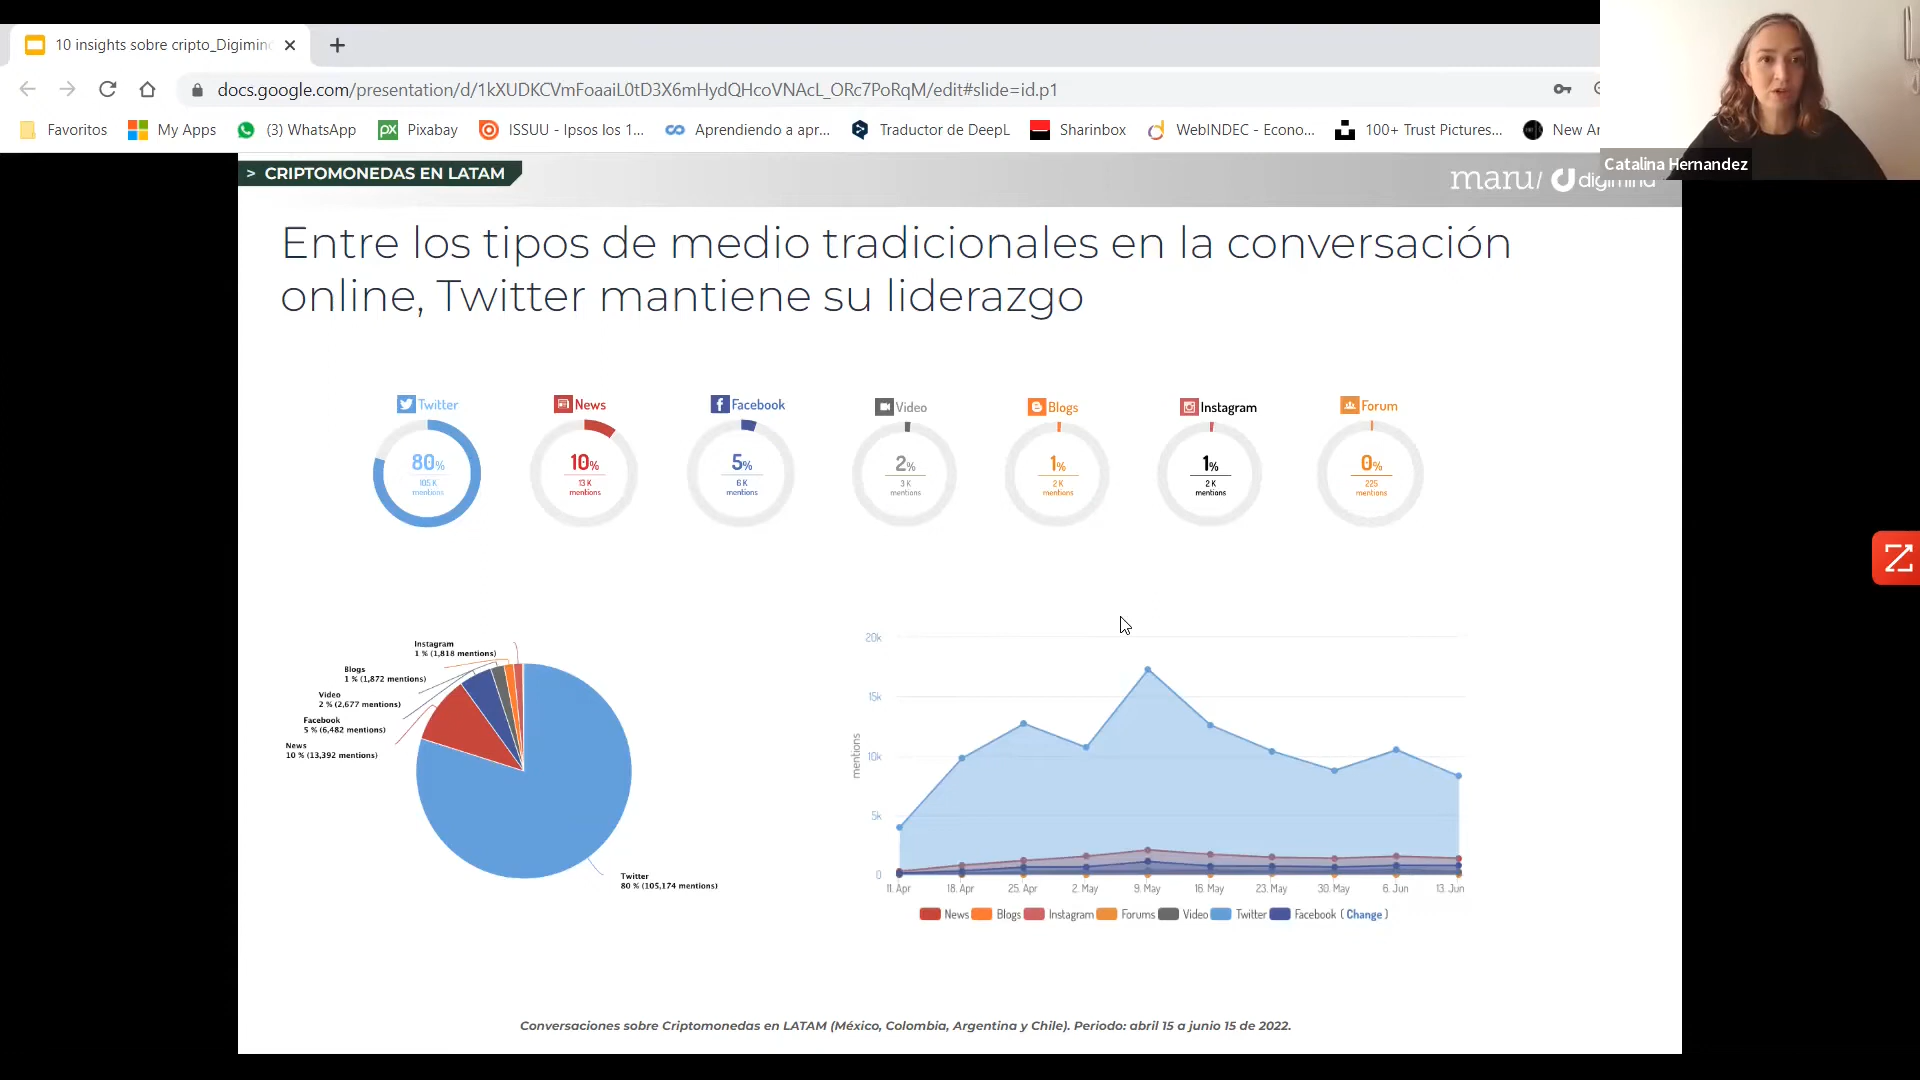 10 insights sobre cripto_Digimind
docs.google.com/presentation/d/1kXUDKCVmFoaaiL0tD3X6mHydQHcoVNAcL_ORc7PoRqM/edit#slide=id.p1
Favoritos
My Apps
(3) WhatsApp
Pixabay
ISSUU - Ipsos los 1...
Aprendiendo a apr...
Traductor de DeepL
Sharinbox
WebINDEC - Econo...
100+ Trust Pictures...
New Ar
Catalina Hernandez
> CRIPTOMONEDAS EN LATAM
maru/ digimind
Entre los tipos de medio tradicionales en la conversación
online, Twitter mantiene su liderazgo
Twitter
80%
105 K
mentions
News
10%
13 K
mentions
Facebook
5%
6 K
mentions
Video
2%
3 K
mentions
Blogs
1%
2 K
mentions
Instagram
1%
2 K
mentions
Forum
0%
225
mentions
Instagram
1 % (1,818 mentions)
Blogs
1 % (1,872 mentions)
Video
2 % (2,677 mentions)
Facebook
5 % (6,482 mentions)
News
10 % (13,392 mentions)
Twitter
80 % (105,174 mentions)
mentions
20k
15k
10k
5k
0
11. Apr
18. Apr
25. Apr
2. May
9. May
16. May
23. May
30. May
6. Jun
13. Jun
News Blogs Instagram Forums Video Twitter Facebook ( Change )
Conversaciones sobre Criptomonedas en LATAM (México, Colombia, Argentina y Chile). Periodo: abril 15 a junio 15 de 2022.